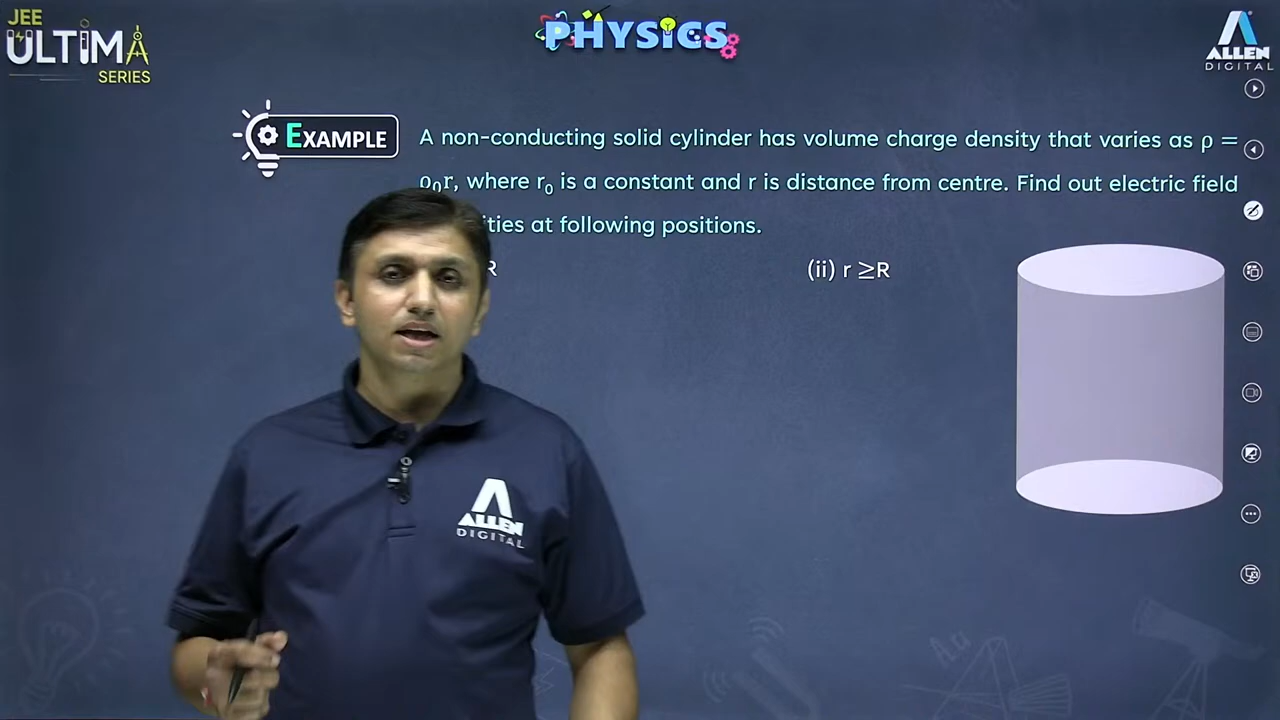 JEE
ULTIMA
SERIES
PHYSICS
ALLEN
DIGITAL
EXAMPLE
A non-conducting solid cylinder has volume charge density that varies as ρ =
ρ₀r, where r₀ is a constant and r is distance from centre. Find out electric field
at following positions.
R
(ii) r ≥R
ALLEN
DIGITAL